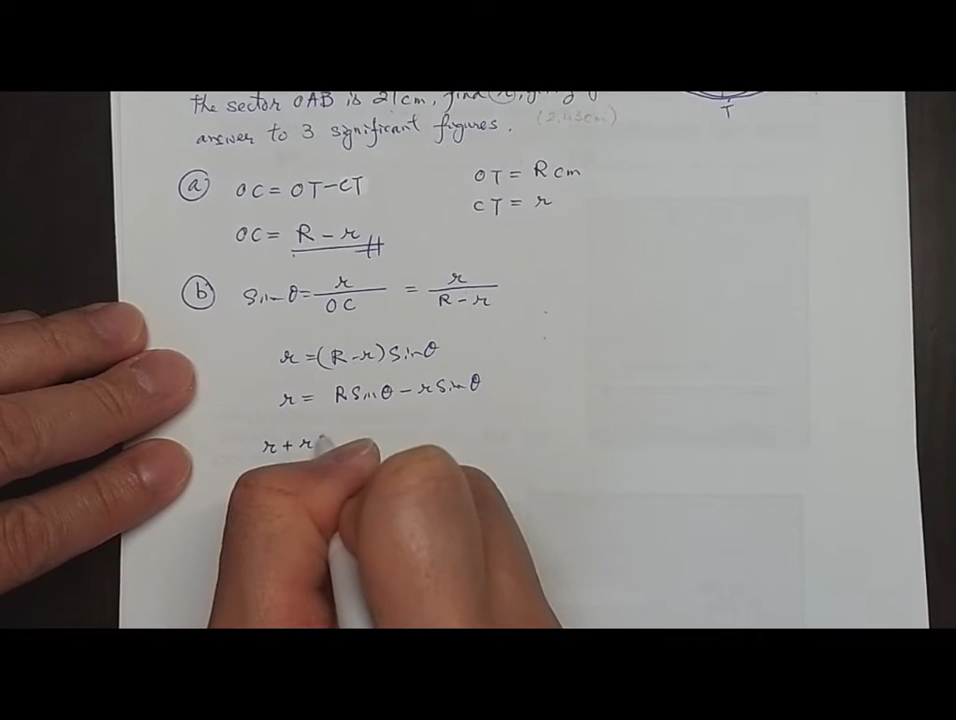 the sector OAB is 21cm, find r,
answer to 3 significant figures. (2.43cm)
T
a OC = OT - CT
OT = R cm
CT = r
OC = R - r
b Sin θ = r / OC = r / R - r
r = (R - r) Sin θ
r = R Sin θ - r Sin θ
r + r